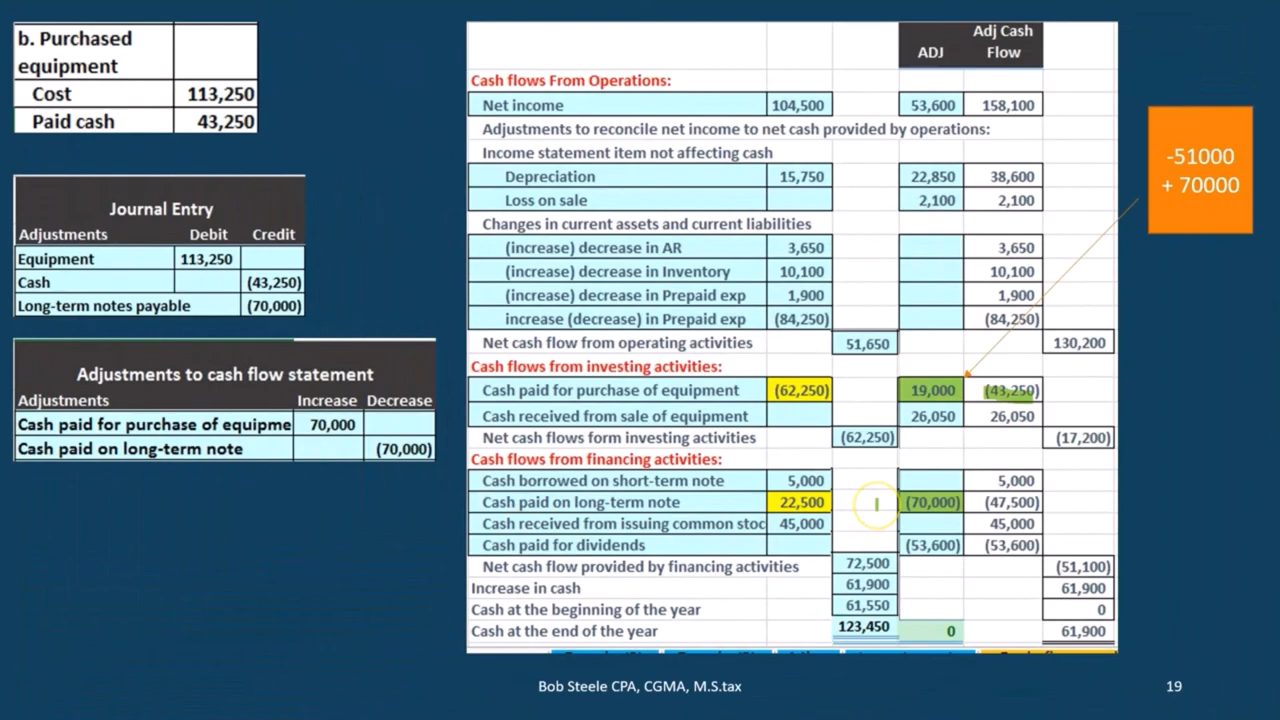 b. Purchased
equipment
Cost 113,250
Paid cash 43,250
Journal Entry
Adjustments Debit Credit
Equipment 113,250
Cash (43,250)
Long-term notes payable (70,000)
Adjustments to cash flow statement
Adjustments Increase Decrease
Cash paid for purchase of equipme 70,000
Cash paid on long-term note (70,000)
ADJ Adj Cash Flow
Cash flows From Operations:
Net income 104,500 53,600 158,100
Adjustments to reconcile net income to net cash provided by operations:
Income statement item not affecting cash
Depreciation 15,750 22,850 38,600
Loss on sale 2,100 2,100
Changes in current assets and current liabilities
(increase) decrease in AR 3,650 3,650
(increase) decrease in Inventory 10,100 10,100
(increase) decrease in Prepaid exp 1,900 1,900
increase (decrease) in Prepaid exp (84,250) (84,250)
Net cash flow from operating activities 51,650 130,200
Cash flows from investing activities:
Cash paid for purchase of equipment (62,250) 19,000 (43,250)
Cash received from sale of equipment 26,050 26,050
Net cash flows form investing activities (62,250) (17,200)
Cash flows from financing activities:
Cash borrowed on short-term note 5,000 5,000
Cash paid on long-term note 22,500 (70,000) (47,500)
Cash received from issuing common stoc 45,000 45,000
Cash paid for dividends (53,600) (53,600)
Net cash flow provided by financing activities 72,500 (51,100)
Increase in cash 61,900 61,900
Cash at the beginning of the year 61,550 0
Cash at the end of the year 123,450 0 61,900
-51000
+ 70000
Bob Steele CPA, CGMA, M.S.tax
19